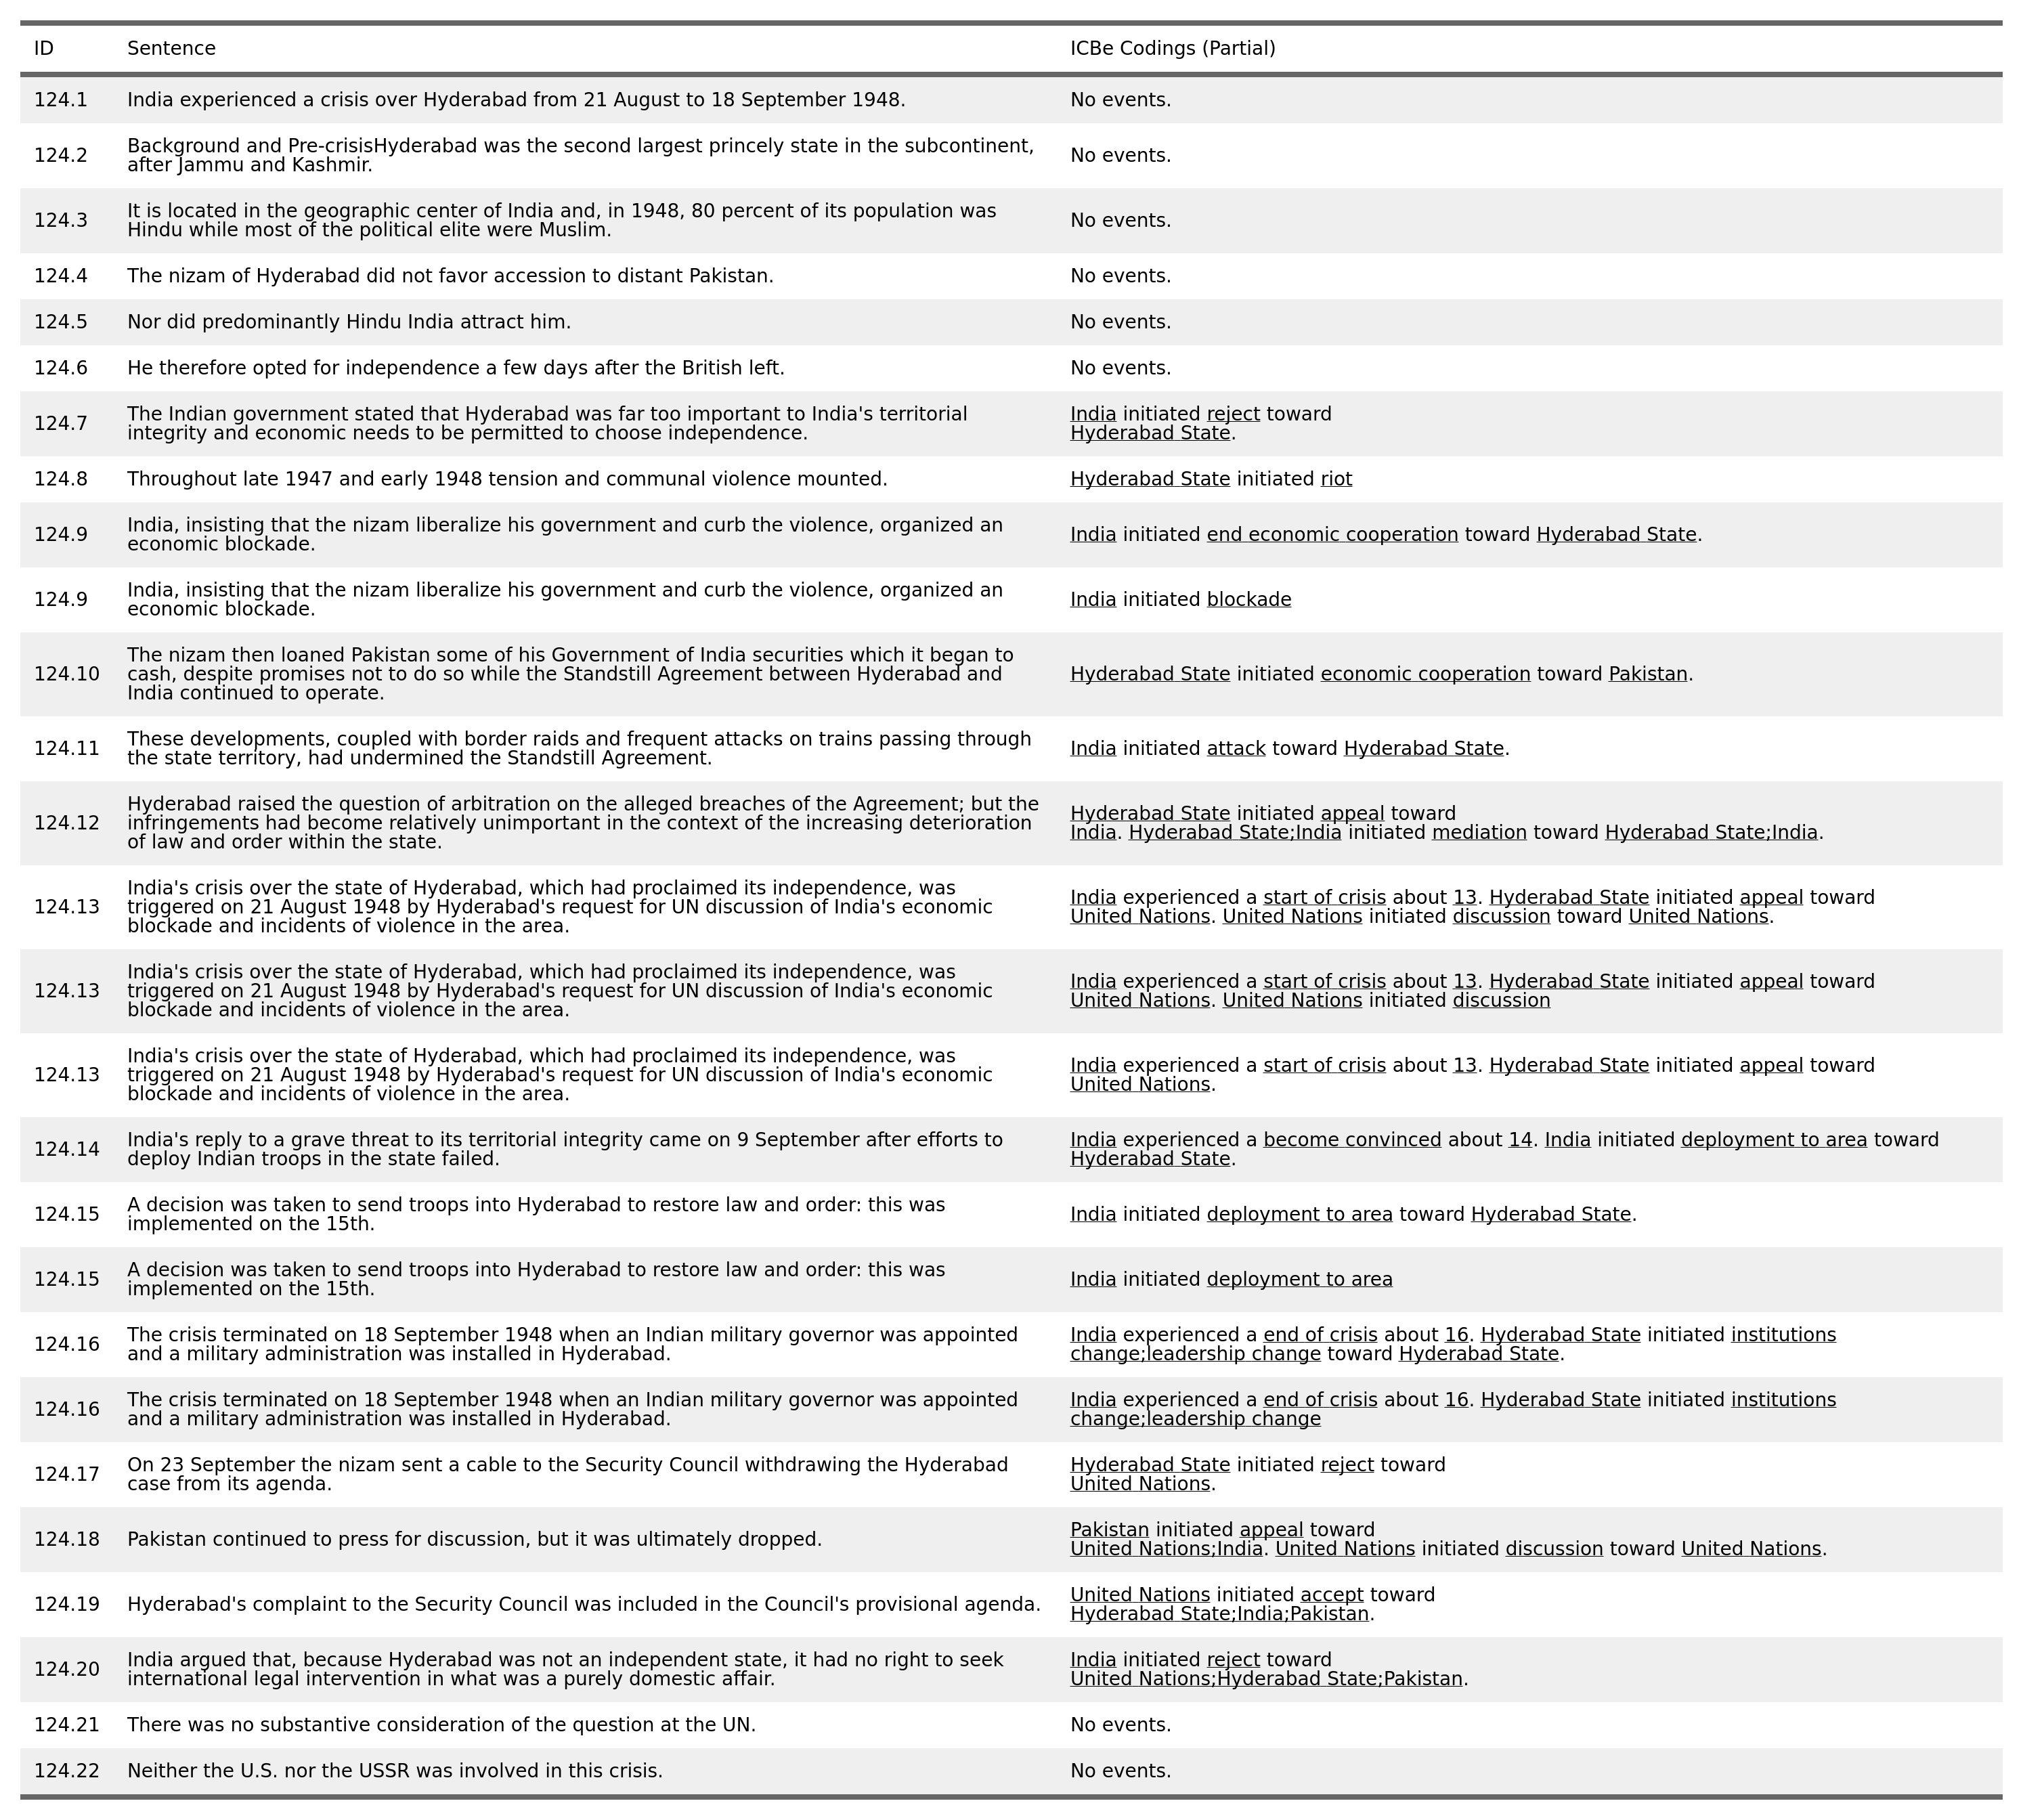 ID Sentence ICBe Codings (Partial)
124.1 India experienced a crisis over Hyderabad from 21 August to 18 September 1948. No events.
124.2 Background and Pre-crisisHyderabad was the second largest princely state in the subcontinent,
after Jammu and Kashmir. No events.
124.3 It is located in the geographic center of India and, in 1948, 80 percent of its population was
Hindu while most of the political elite were Muslim. No events.
124.4 The nizam of Hyderabad did not favor accession to distant Pakistan. No events.
124.5 Nor did predominantly Hindu India attract him. No events.
124.6 He therefore opted for independence a few days after the British left. No events.
124.7 The Indian government stated that Hyderabad was far too important to India's territorial
integrity and economic needs to be permitted to choose independence.
India initiated reject toward
Hyderabad State.
124.8 Throughout late 1947 and early 1948 tension and communal violence mounted. Hyderabad State initiated riot
124.9 India, insisting that the nizam liberalize his government and curb the violence, organized an
economic blockade.
India initiated end economic cooperation toward Hyderabad State.
124.9 India, insisting that the nizam liberalize his government and curb the violence, organized an
economic blockade.
India initiated blockade
124.10 The nizam then loaned Pakistan some of his Government of India securities which it began to
cash, despite promises not to do so while the Standstill Agreement between Hyderabad and
India continued to operate.
Hyderabad State initiated economic cooperation toward Pakistan.
124.11 These developments, coupled with border raids and frequent attacks on trains passing through
the state territory, had undermined the Standstill Agreement.
India initiated attack toward Hyderabad State.
124.12 Hyderabad raised the question of arbitration on the alleged breaches of the Agreement; but the
infringements had become relatively unimportant in the context of the increasing deterioration
of law and order within the state.
Hyderabad State initiated appeal toward
India. Hyderabad State;India initiated mediation toward Hyderabad State;India.
124.13 India's crisis over the state of Hyderabad, which had proclaimed its independence, was
triggered on 21 August 1948 by Hyderabad's request for UN discussion of India's economic
blockade and incidents of violence in the area.
India experienced a start of crisis about 13. Hyderabad State initiated appeal toward
United Nations. United Nations initiated discussion toward United Nations.
124.13 India's crisis over the state of Hyderabad, which had proclaimed its independence, was
triggered on 21 August 1948 by Hyderabad's request for UN discussion of India's economic
blockade and incidents of violence in the area.
India experienced a start of crisis about 13. Hyderabad State initiated appeal toward
United Nations. United Nations initiated discussion
124.13 India's crisis over the state of Hyderabad, which had proclaimed its independence, was
triggered on 21 August 1948 by Hyderabad's request for UN discussion of India's economic
blockade and incidents of violence in the area.
India experienced a start of crisis about 13. Hyderabad State initiated appeal toward
United Nations.
124.14 India's reply to a grave threat to its territorial integrity came on 9 September after efforts to
deploy Indian troops in the state failed.
India experienced a become convinced about 14. India initiated deployment to area toward
Hyderabad State.
124.15 A decision was taken to send troops into Hyderabad to restore law and order: this was
implemented on the 15th.
India initiated deployment to area toward Hyderabad State.
124.15 A decision was taken to send troops into Hyderabad to restore law and order: this was
implemented on the 15th.
India initiated deployment to area
124.16 The crisis terminated on 18 September 1948 when an Indian military governor was appointed
and a military administration was installed in Hyderabad.
India experienced a end of crisis about 16. Hyderabad State initiated institutions
change;leadership change toward Hyderabad State.
124.16 The crisis terminated on 18 September 1948 when an Indian military governor was appointed
and a military administration was installed in Hyderabad.
India experienced a end of crisis about 16. Hyderabad State initiated institutions
change;leadership change
124.17 On 23 September the nizam sent a cable to the Security Council withdrawing the Hyderabad
case from its agenda.
Hyderabad State initiated reject toward
United Nations.
124.18 Pakistan continued to press for discussion, but it was ultimately dropped.
Pakistan initiated appeal toward
United Nations;India. United Nations initiated discussion toward United Nations.
124.19 Hyderabad's complaint to the Security Council was included in the Council's provisional agenda.
United Nations initiated accept toward
Hyderabad State;India;Pakistan.
124.20 India argued that, because Hyderabad was not an independent state, it had no right to seek
international legal intervention in what was a purely domestic affair.
India initiated reject toward
United Nations;Hyderabad State;Pakistan.
124.21 There was no substantive consideration of the question at the UN. No events.
124.22 Neither the U.S. nor the USSR was involved in this crisis. No events.